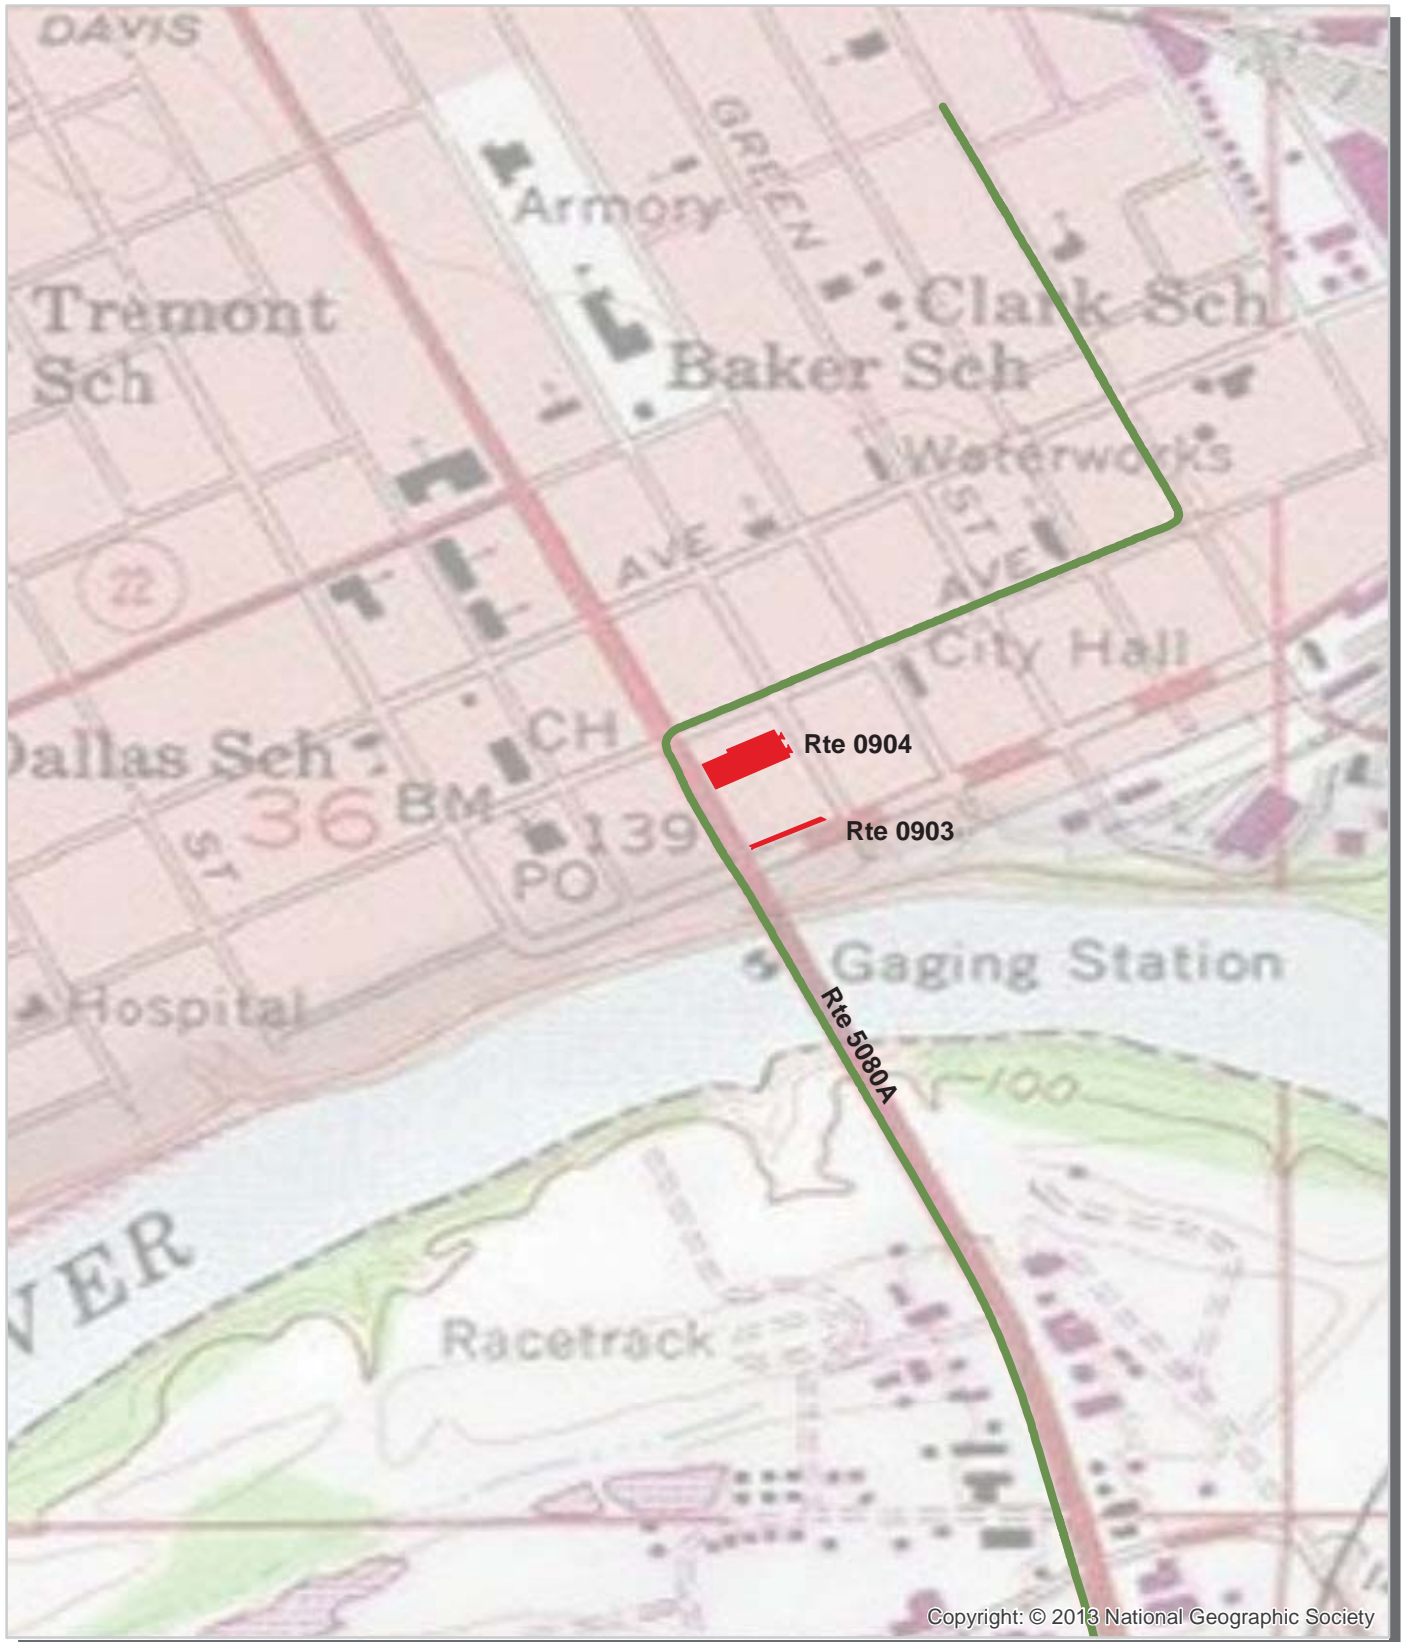 DAVIS
GREEN
Armory
Tremont
Sch
Clark Sch
Baker Sch
Waterworks
ST
AVE
AVE
22
City Hall
CH
Dallas Sch
Rte 0904
36
BM
139
Rte 0903
ST
PO
Gaging Station
Hospital
Rte 5080A
100
VER
Racetrack
Copyright: © 2013 National Geographic Society